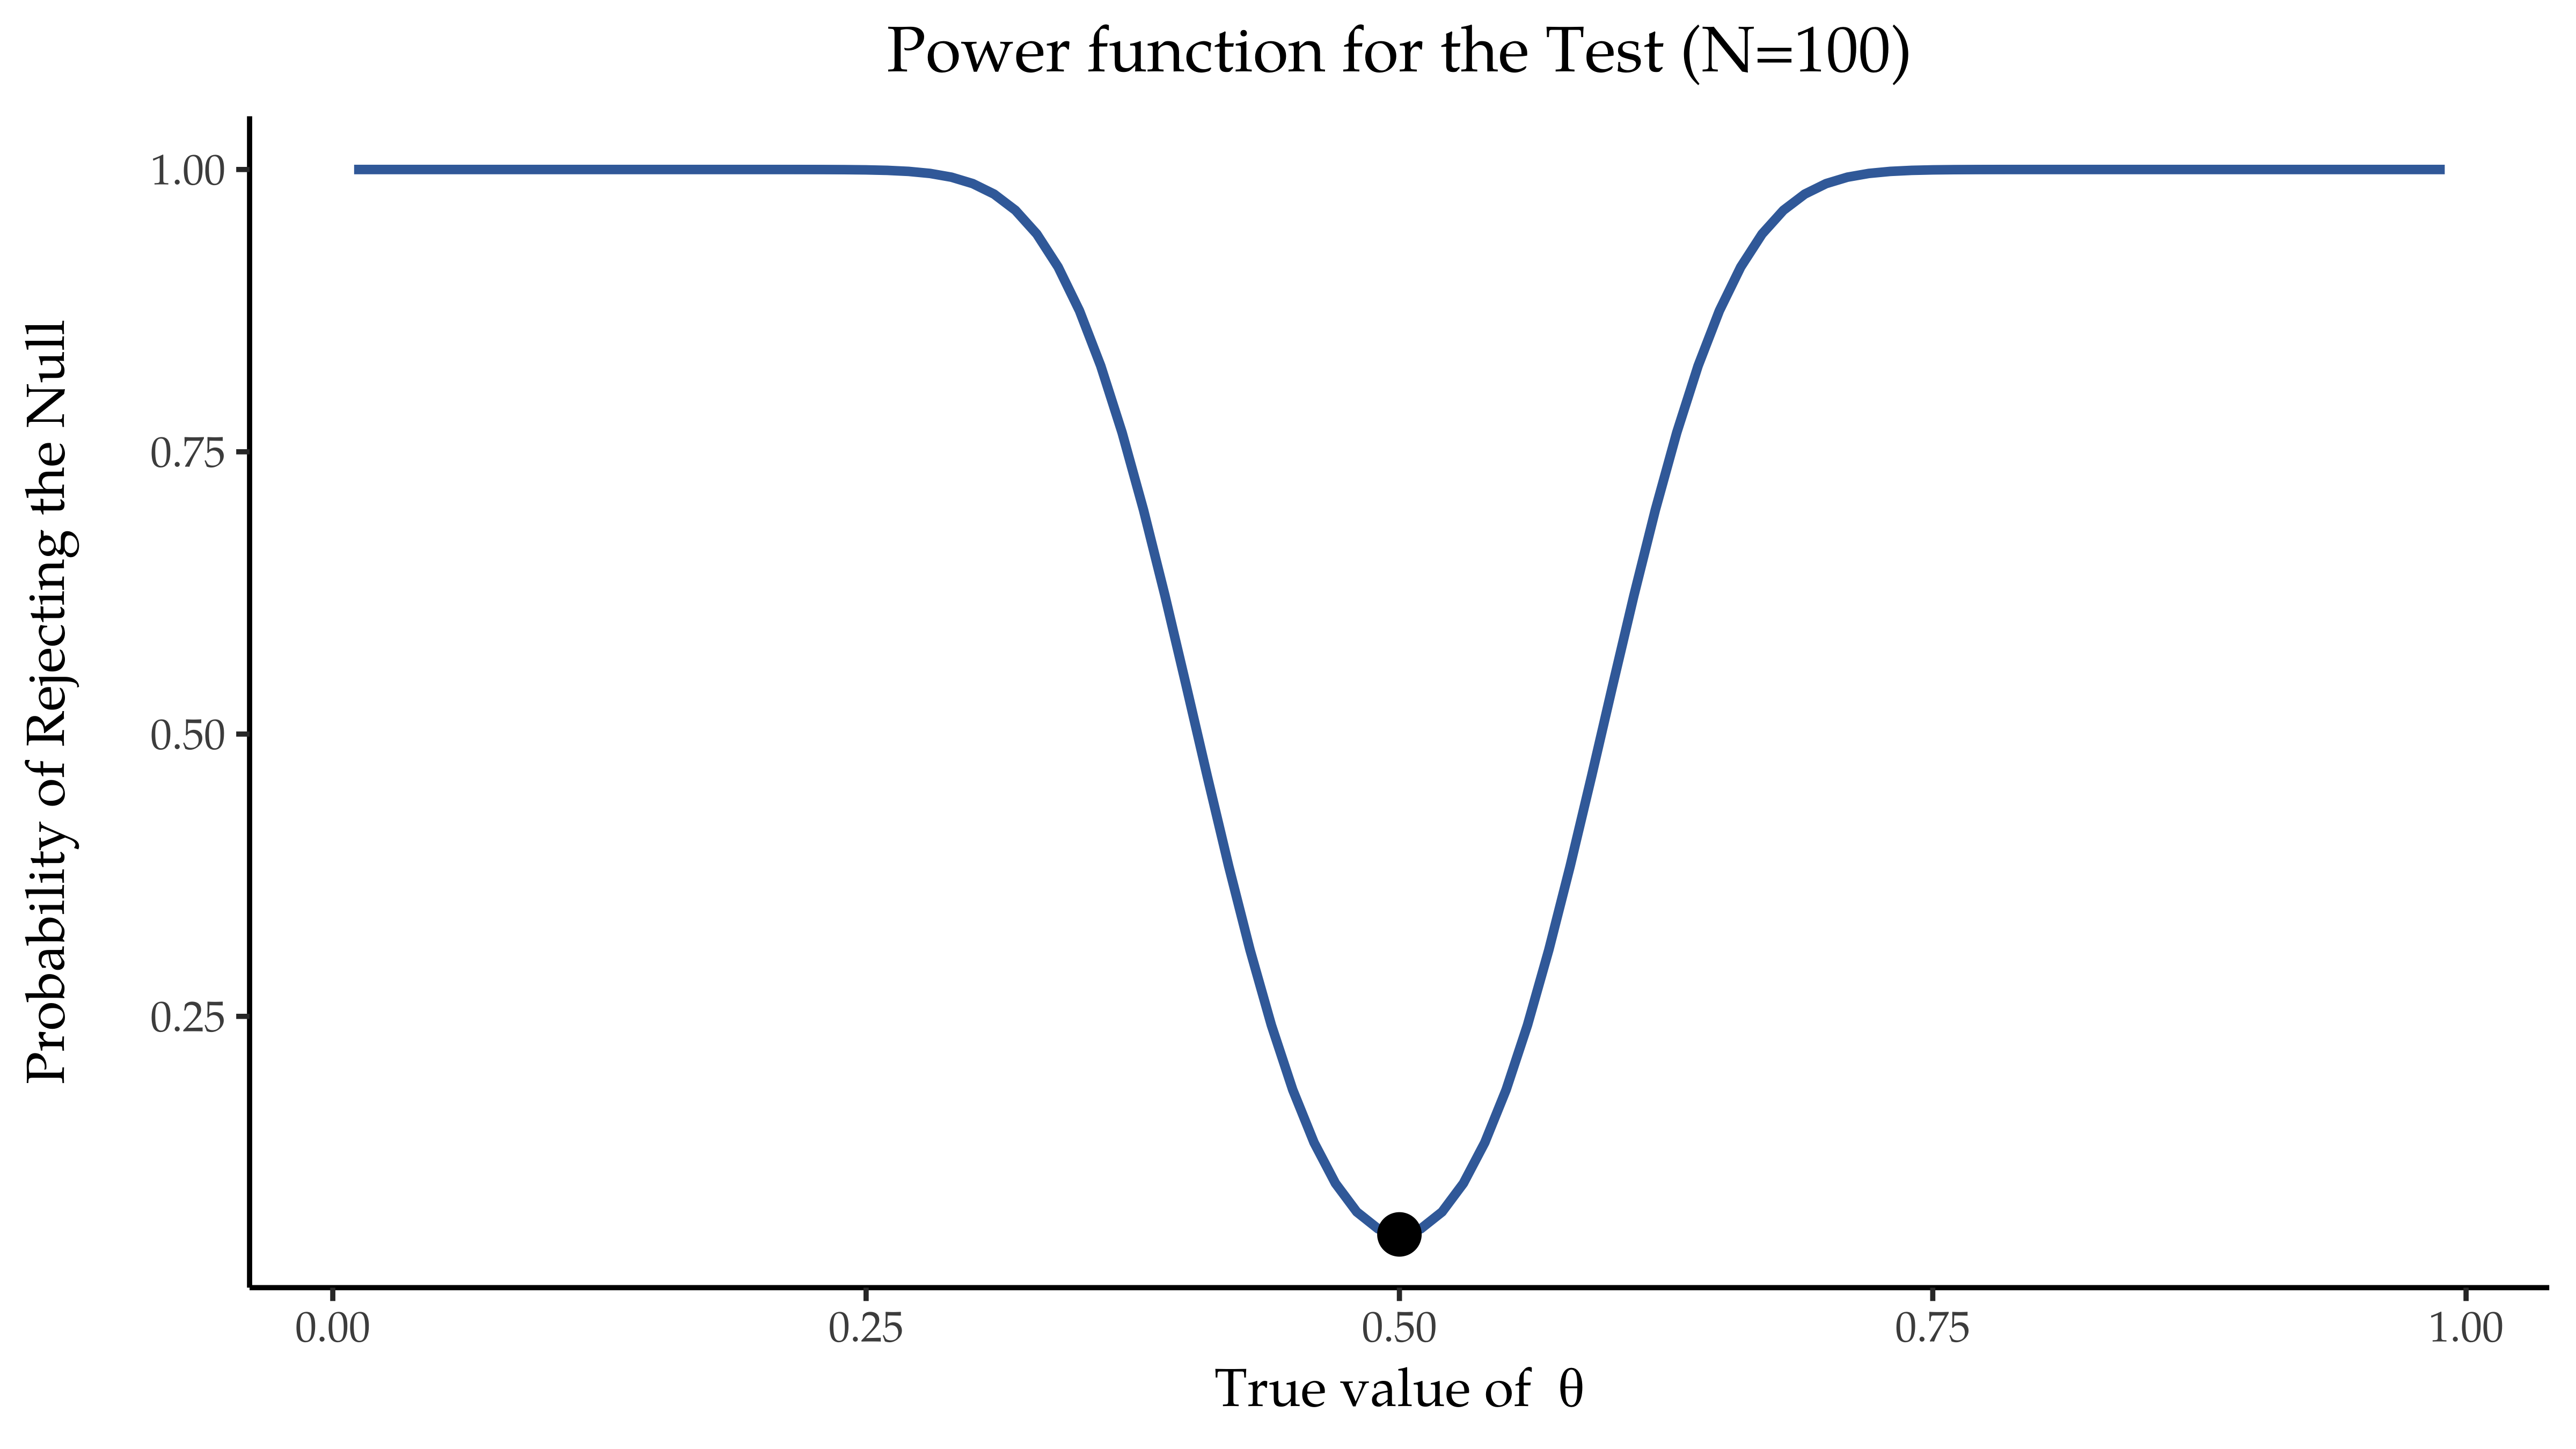 Power function for the Test (N=100)
Probability of Rejecting the Null
1.00
0.75
0.50
0.25
0.00 0.25 0.50 0.75 1.00
True value of θ